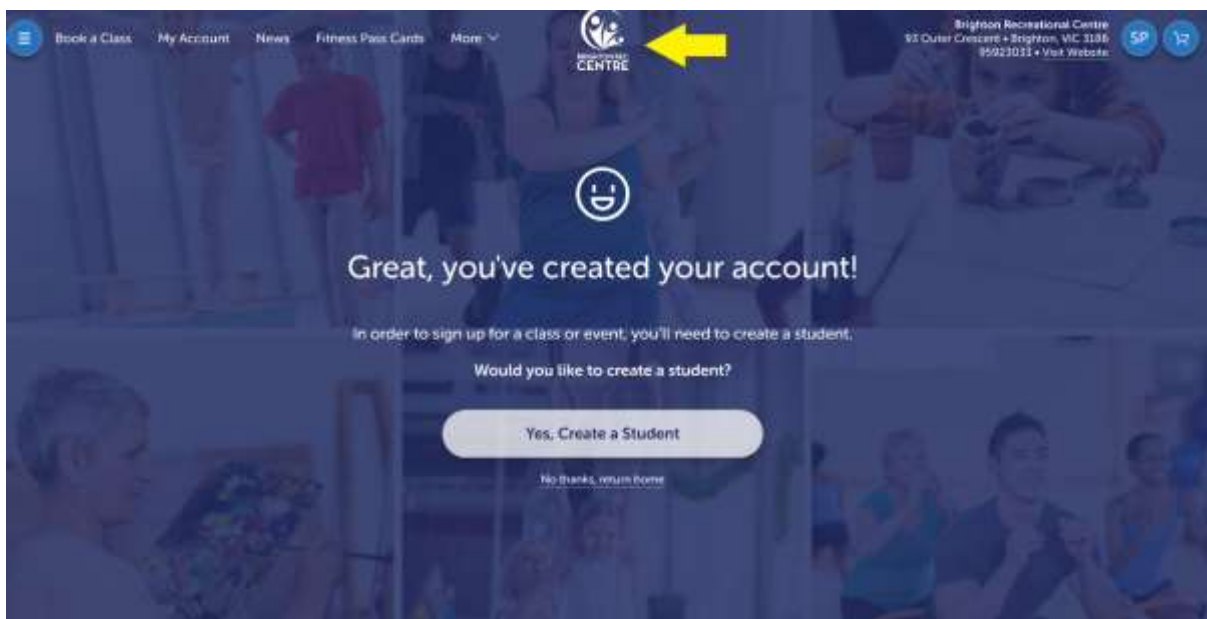 Book a Class
My Account
News
Fitness Pass Cards
More
BRIGHTON REC
CENTRE
Brighton Recreational Centre
93 Outer Crescent • Brighton, VIC 3186
95923033 • Visit Website
SP
Great, you've created your account!
In order to sign up for a class or event, you'll need to create a student.
Would you like to create a student?
Yes, Create a Student
No thanks, return home